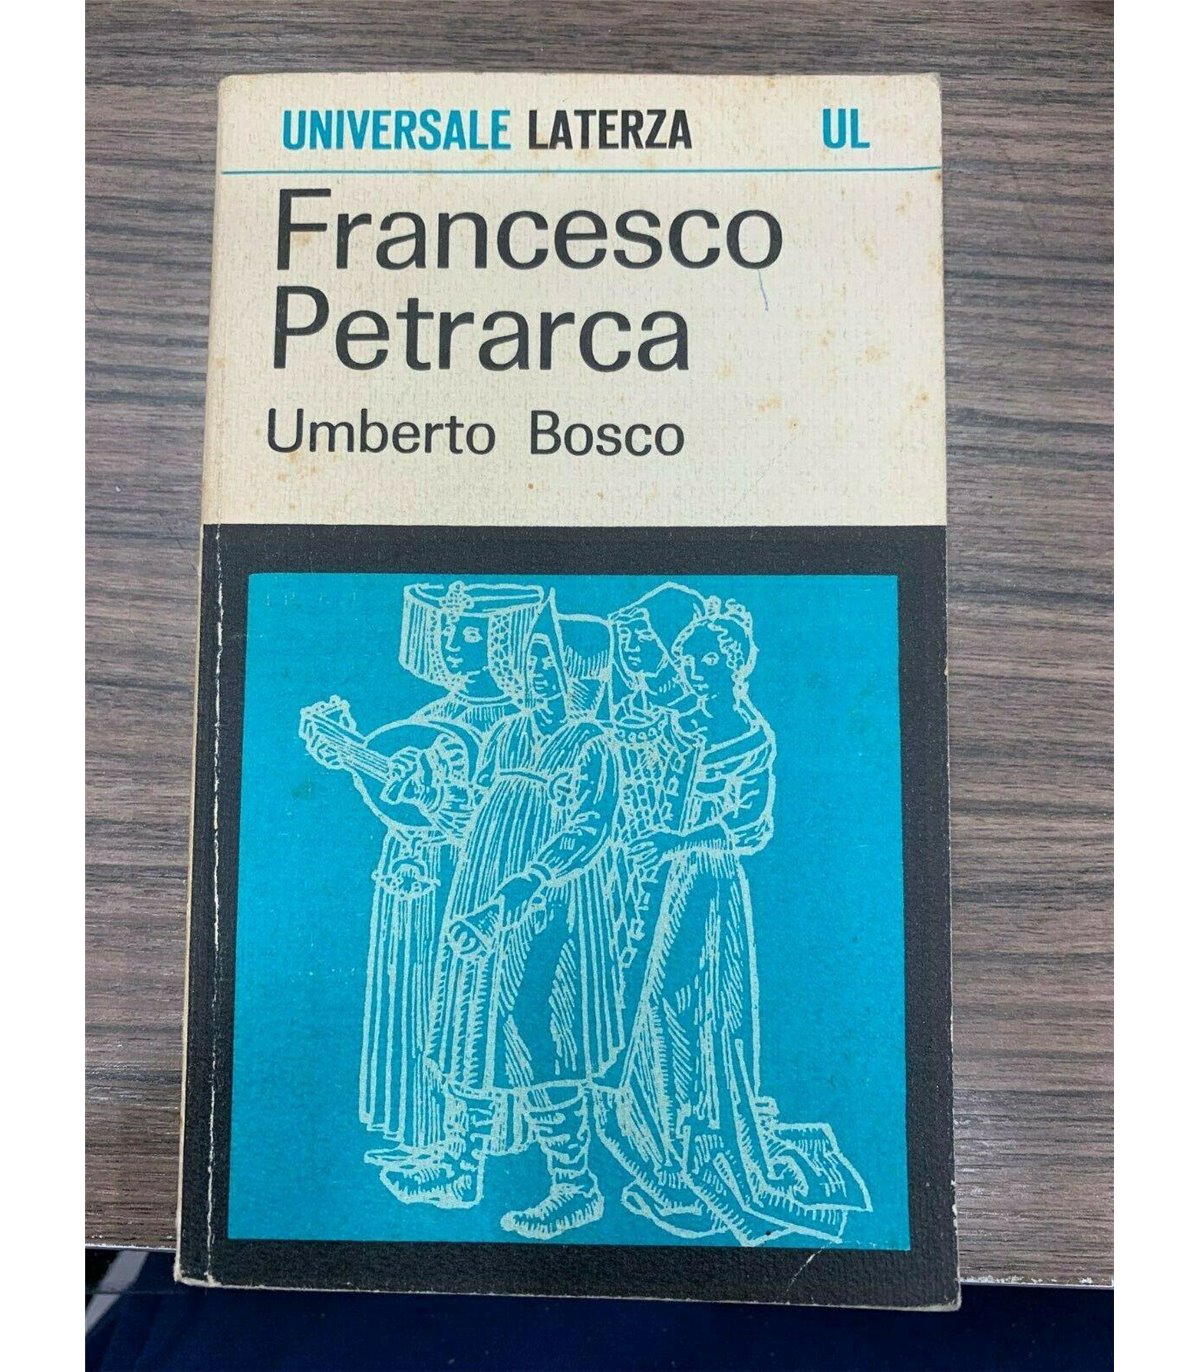 UNIVERSALE LATERZA UL
Francesco
Petrarca
Umberto Bosco